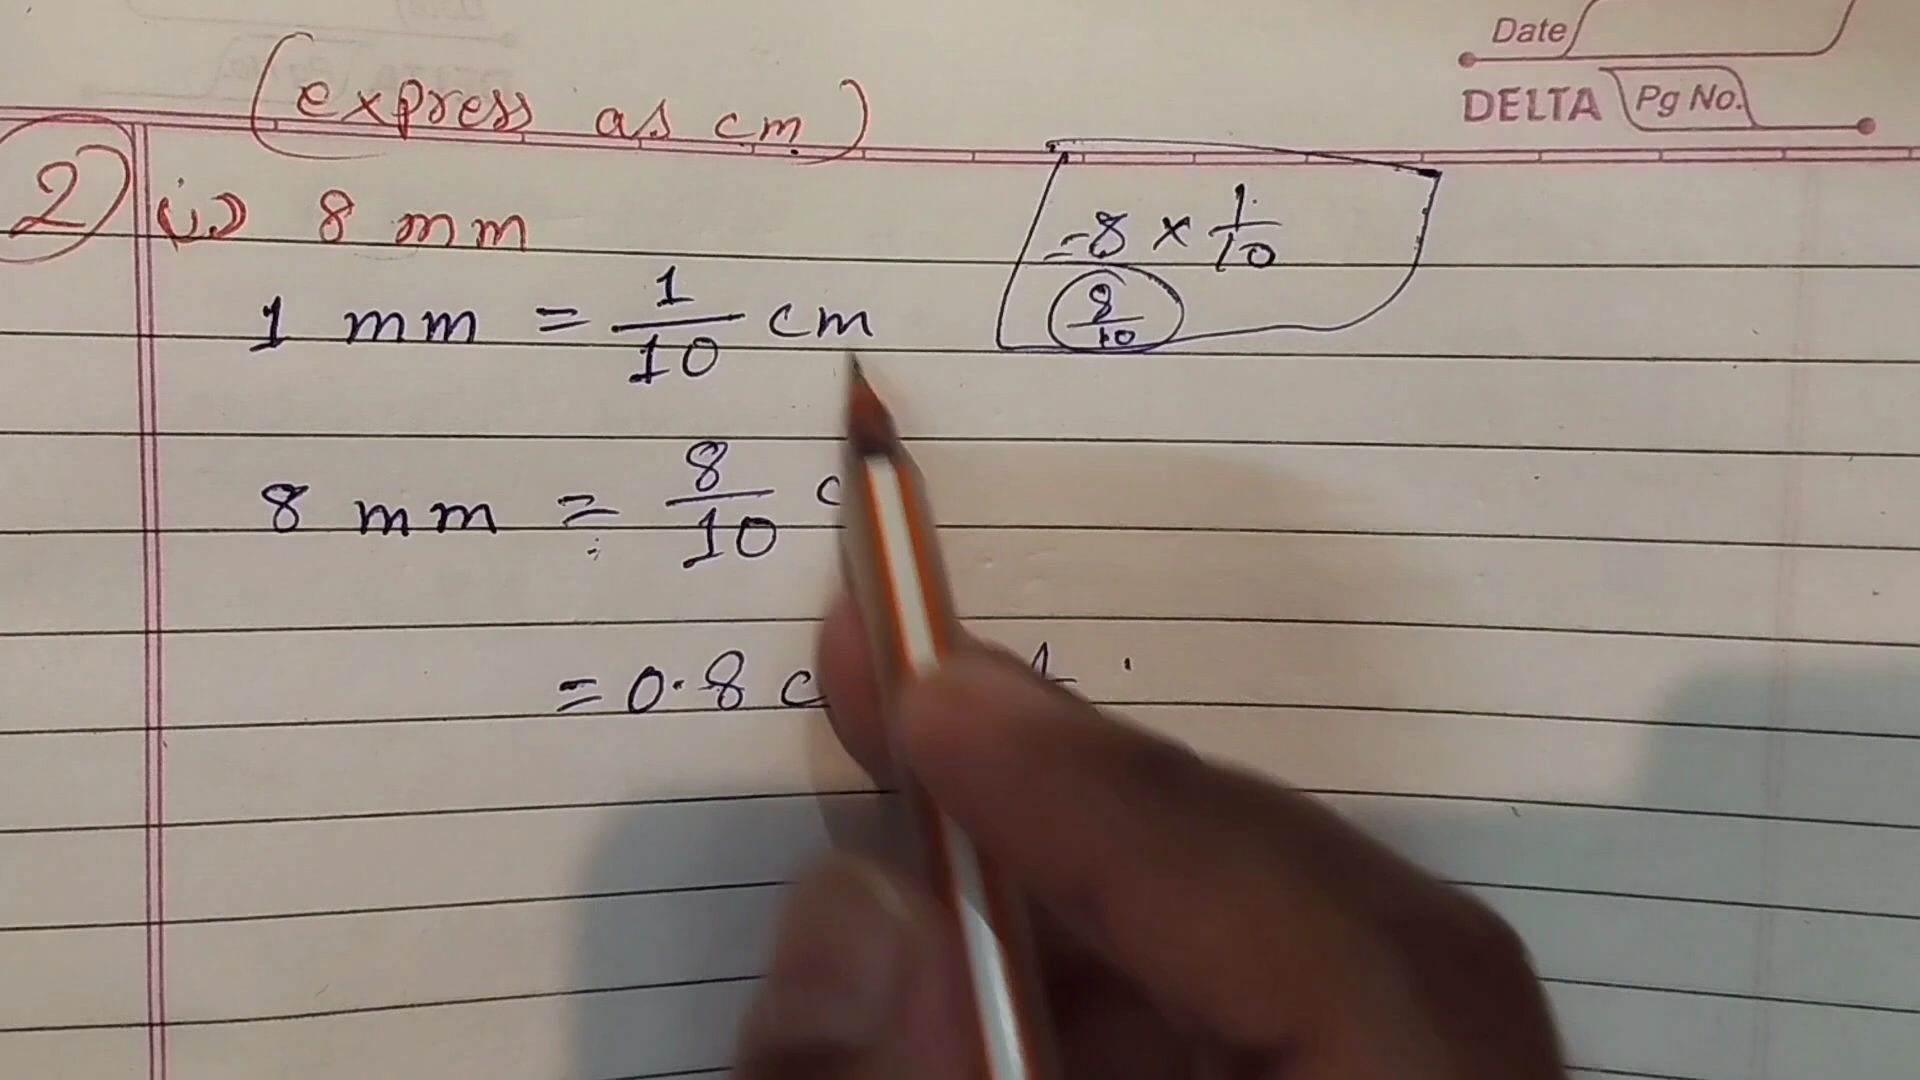 Date
DELTA Pg No.
(express as cm)
2 (i) 8 mm
1 mm = 1/10 cm
= 8 × 1/10
8/10
8 mm = 8/10 c
= 0.8 c